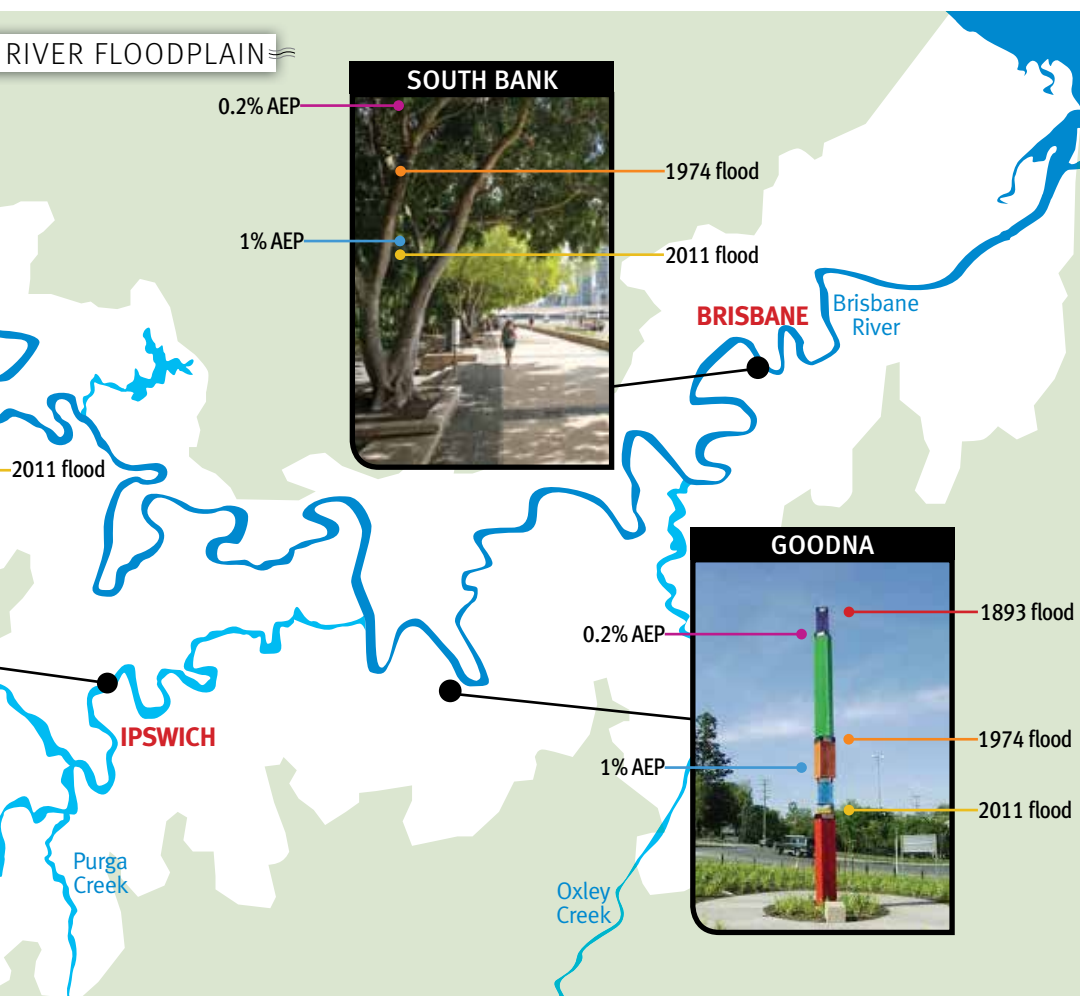 RIVER FLOODPLAIN
SOUTH BANK
0.2% AEP
1974 flood
1% AEP
2011 flood
BRISBANE
Brisbane
River
2011 flood
GOODNA
1893 flood
0.2% AEP
IPSWICH
1974 flood
1% AEP
2011 flood
Purga
Creek
Oxley
Creek